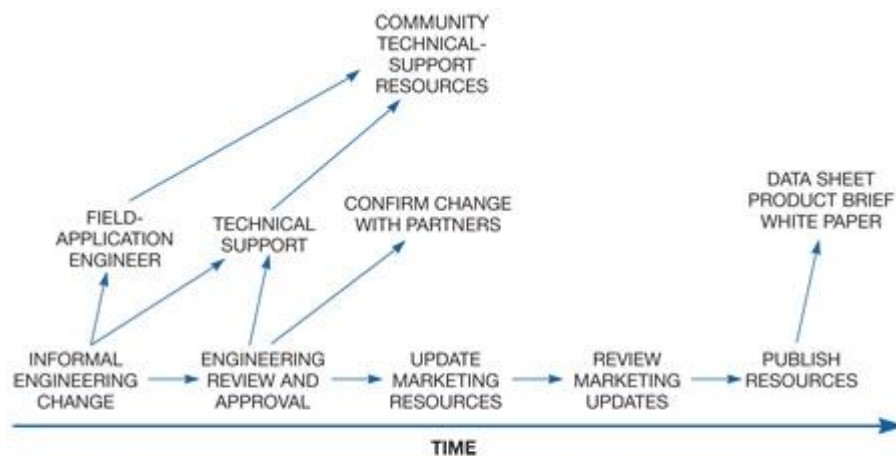 COMMUNITY
TECHNICAL-
SUPPORT
RESOURCES
FIELD-
APPLICATION
ENGINEER
TECHNICAL
SUPPORT
CONFIRM CHANGE
WITH PARTNERS
DATA SHEET
PRODUCT BRIEF
WHITE PAPER
INFORMAL
ENGINEERING
CHANGE
ENGINEERING
REVIEW AND
APPROVAL
UPDATE
MARKETING
RESOURCES
REVIEW
MARKETING
UPDATES
PUBLISH
RESOURCES
TIME